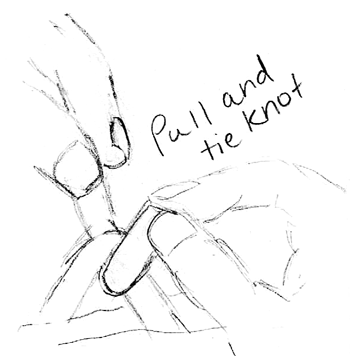 Pull and
tie knot